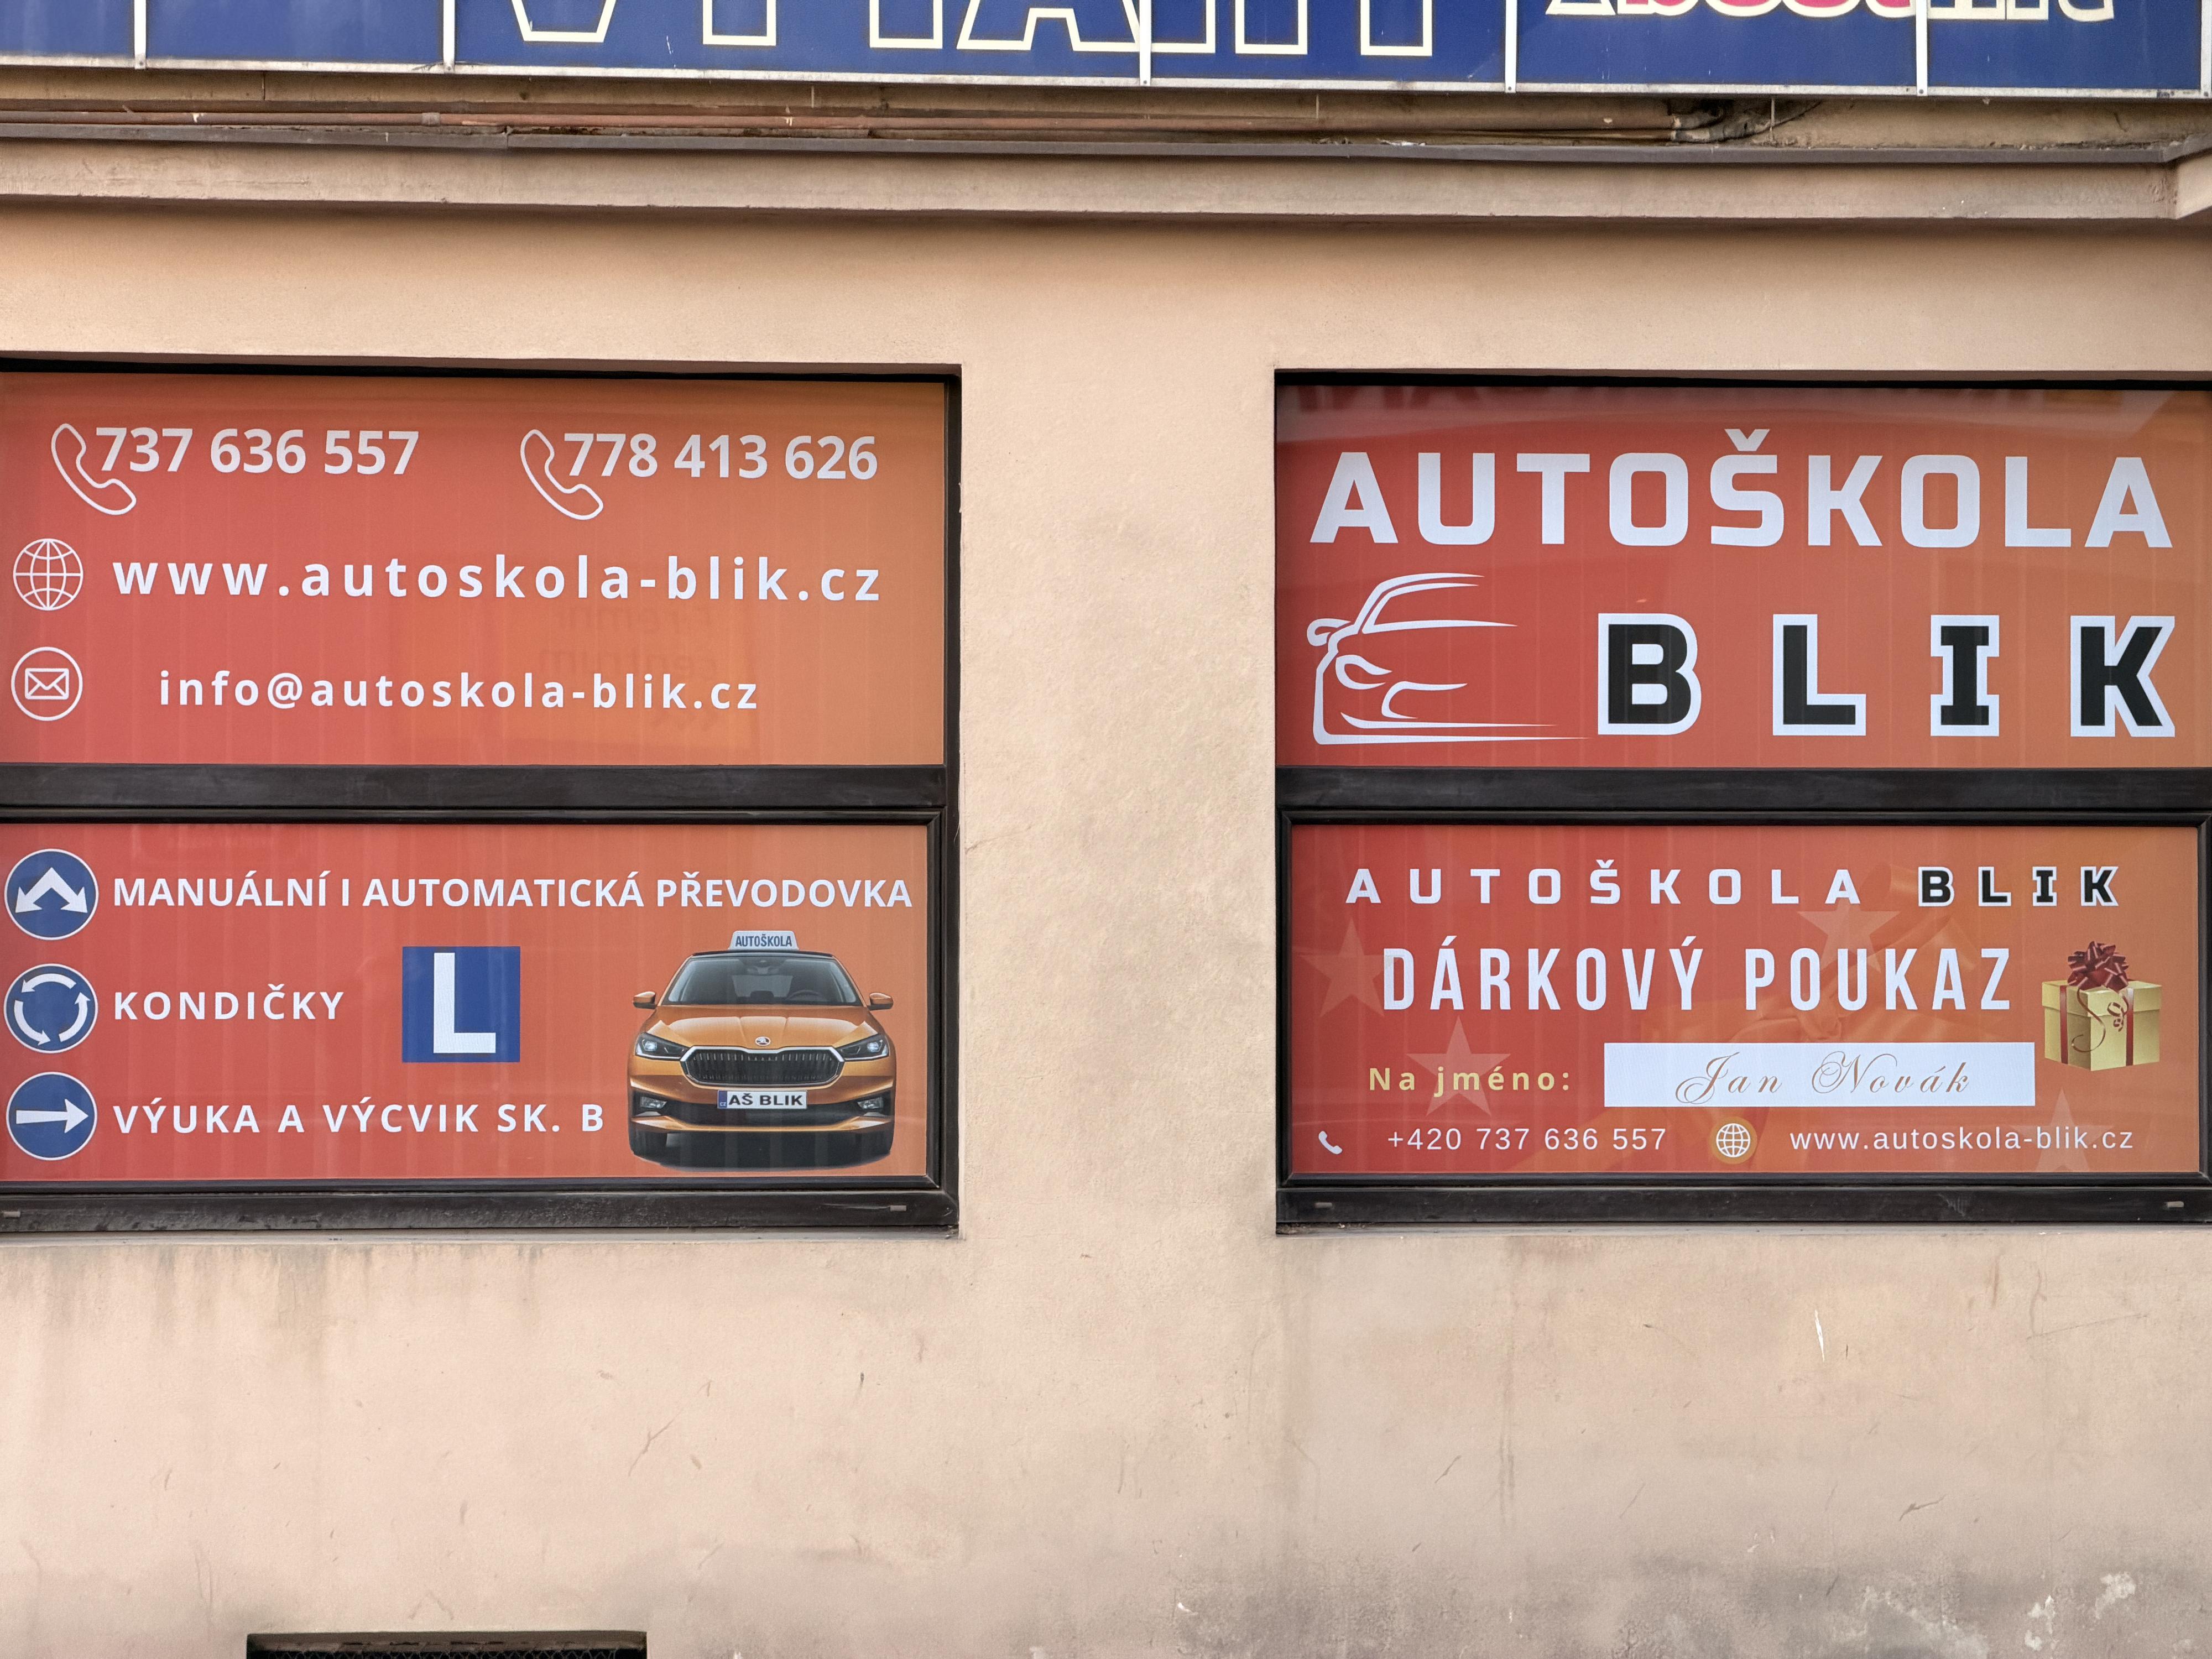 737 636 557
778 413 626
www.autoskola-blik.cz
info@autoskola-blik.cz
MANUÁLNÍ I AUTOMATICKÁ PŘEVODOVKA
KONDIČKY
L
VÝUKA A VÝCVIK SK. B
AUTOŠKOLA
AŠ BLIK
AUTOŠKOLA
BLIK
AUTOŠKOLA BLIK
DÁRKOVÝ POUKAZ
Na jméno: Jan Novák
+420 737 636 557
www.autoskola-blik.cz